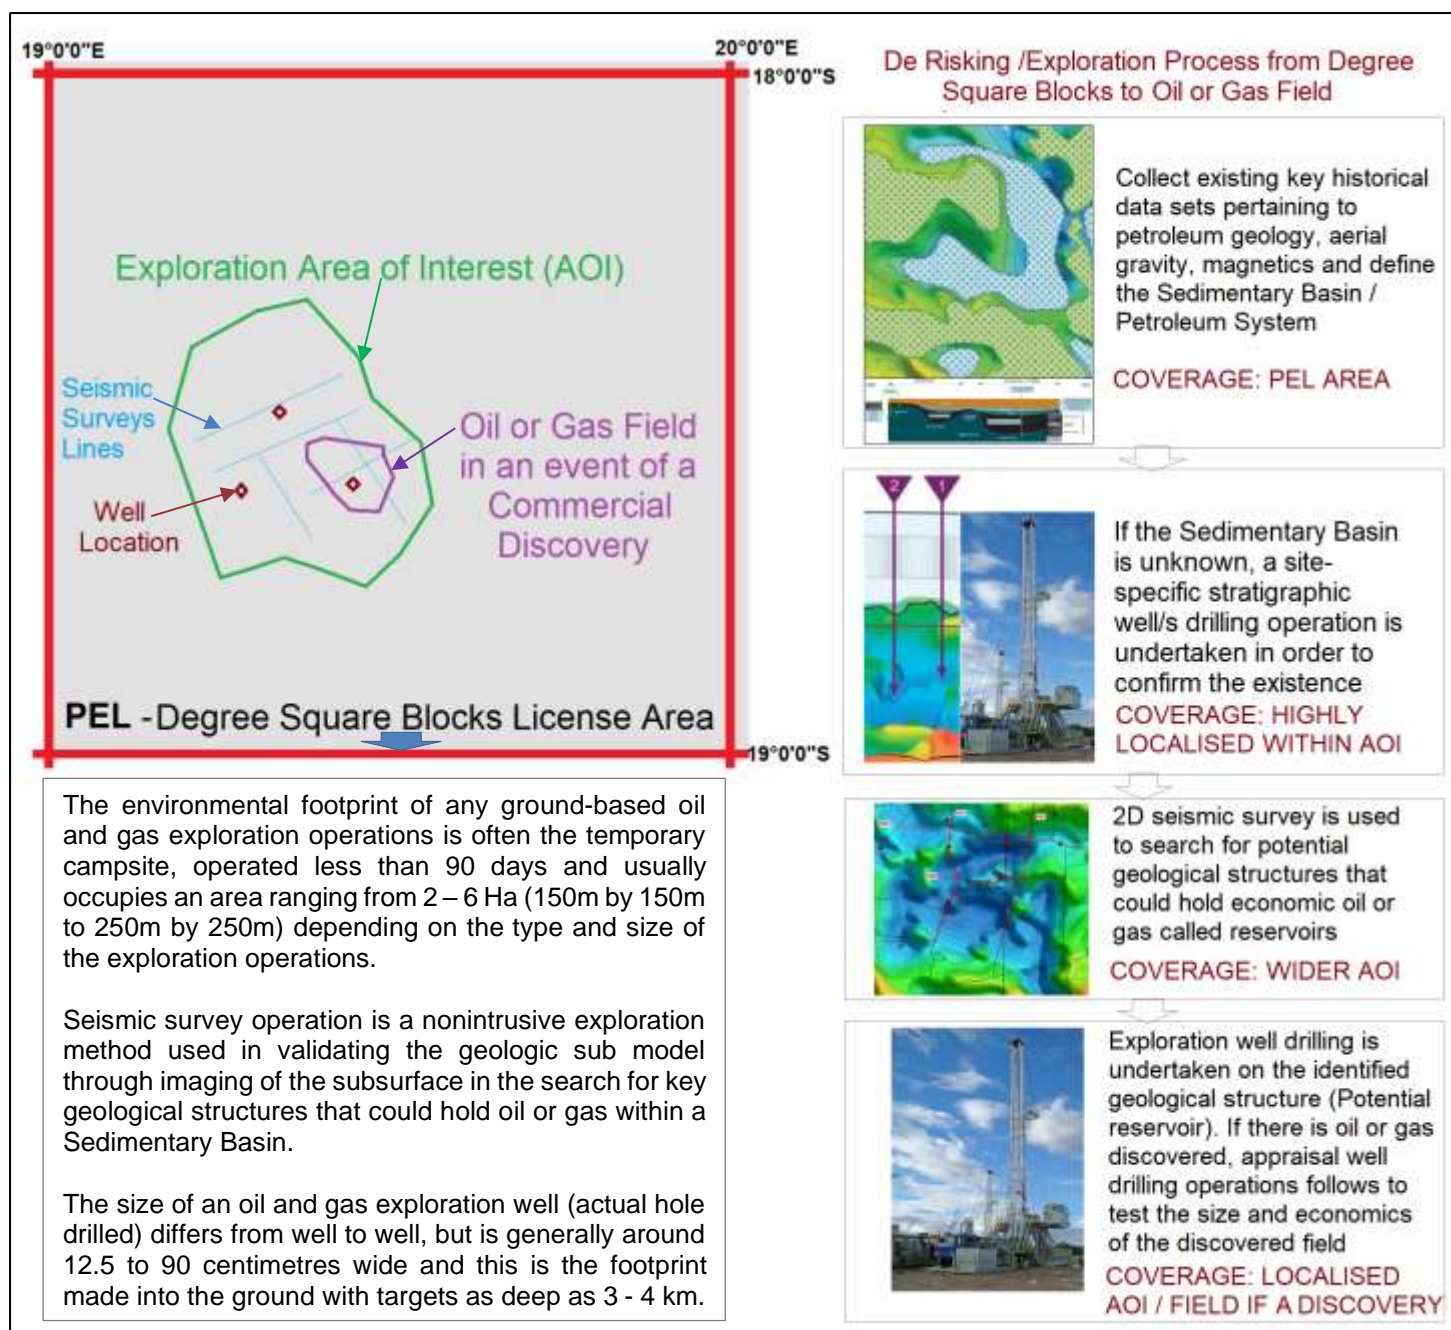 19°0'0"E
20°0'0"E
18°0'0"S
Exploration Area of Interest (AOI)
Seismic
Surveys
Lines
Oil or Gas Field
in an event of a
Commercial
Discovery
Well
Location
PEL -Degree Square Blocks License Area
19°0'0"S
The environmental footprint of any ground-based oil
and gas exploration operations is often the temporary
campsite, operated less than 90 days and usually
occupies an area ranging from 2 – 6 Ha (150m by 150m
to 250m by 250m) depending on the type and size of
the exploration operations.
Seismic survey operation is a nonintrusive exploration
method used in validating the geologic sub model
through imaging of the subsurface in the search for key
geological structures that could hold oil or gas within a
Sedimentary Basin.
The size of an oil and gas exploration well (actual hole
drilled) differs from well to well, but is generally around
12.5 to 90 centimetres wide and this is the footprint
made into the ground with targets as deep as 3 - 4 km.
De Risking /Exploration Process from Degree
Square Blocks to Oil or Gas Field
Collect existing key historical
data sets pertaining to
petroleum geology, aerial
gravity, magnetics and define
the Sedimentary Basin /
Petroleum System
COVERAGE: PEL AREA
2 1
If the Sedimentary Basin
is unknown, a site-
specific stratigraphic
well/s drilling operation is
undertaken in order to
confirm the existence
COVERAGE: HIGHLY
LOCALISED WITHIN AOI
2D seismic survey is used
to search for potential
geological structures that
could hold economic oil or
gas called reservoirs
COVERAGE: WIDER AOI
Exploration well drilling is
undertaken on the identified
geological structure (Potential
reservoir). If there is oil or gas
discovered, appraisal well
drilling operations follows to
test the size and economics
of the discovered field
COVERAGE: LOCALISED
AOI / FIELD IF A DISCOVERY